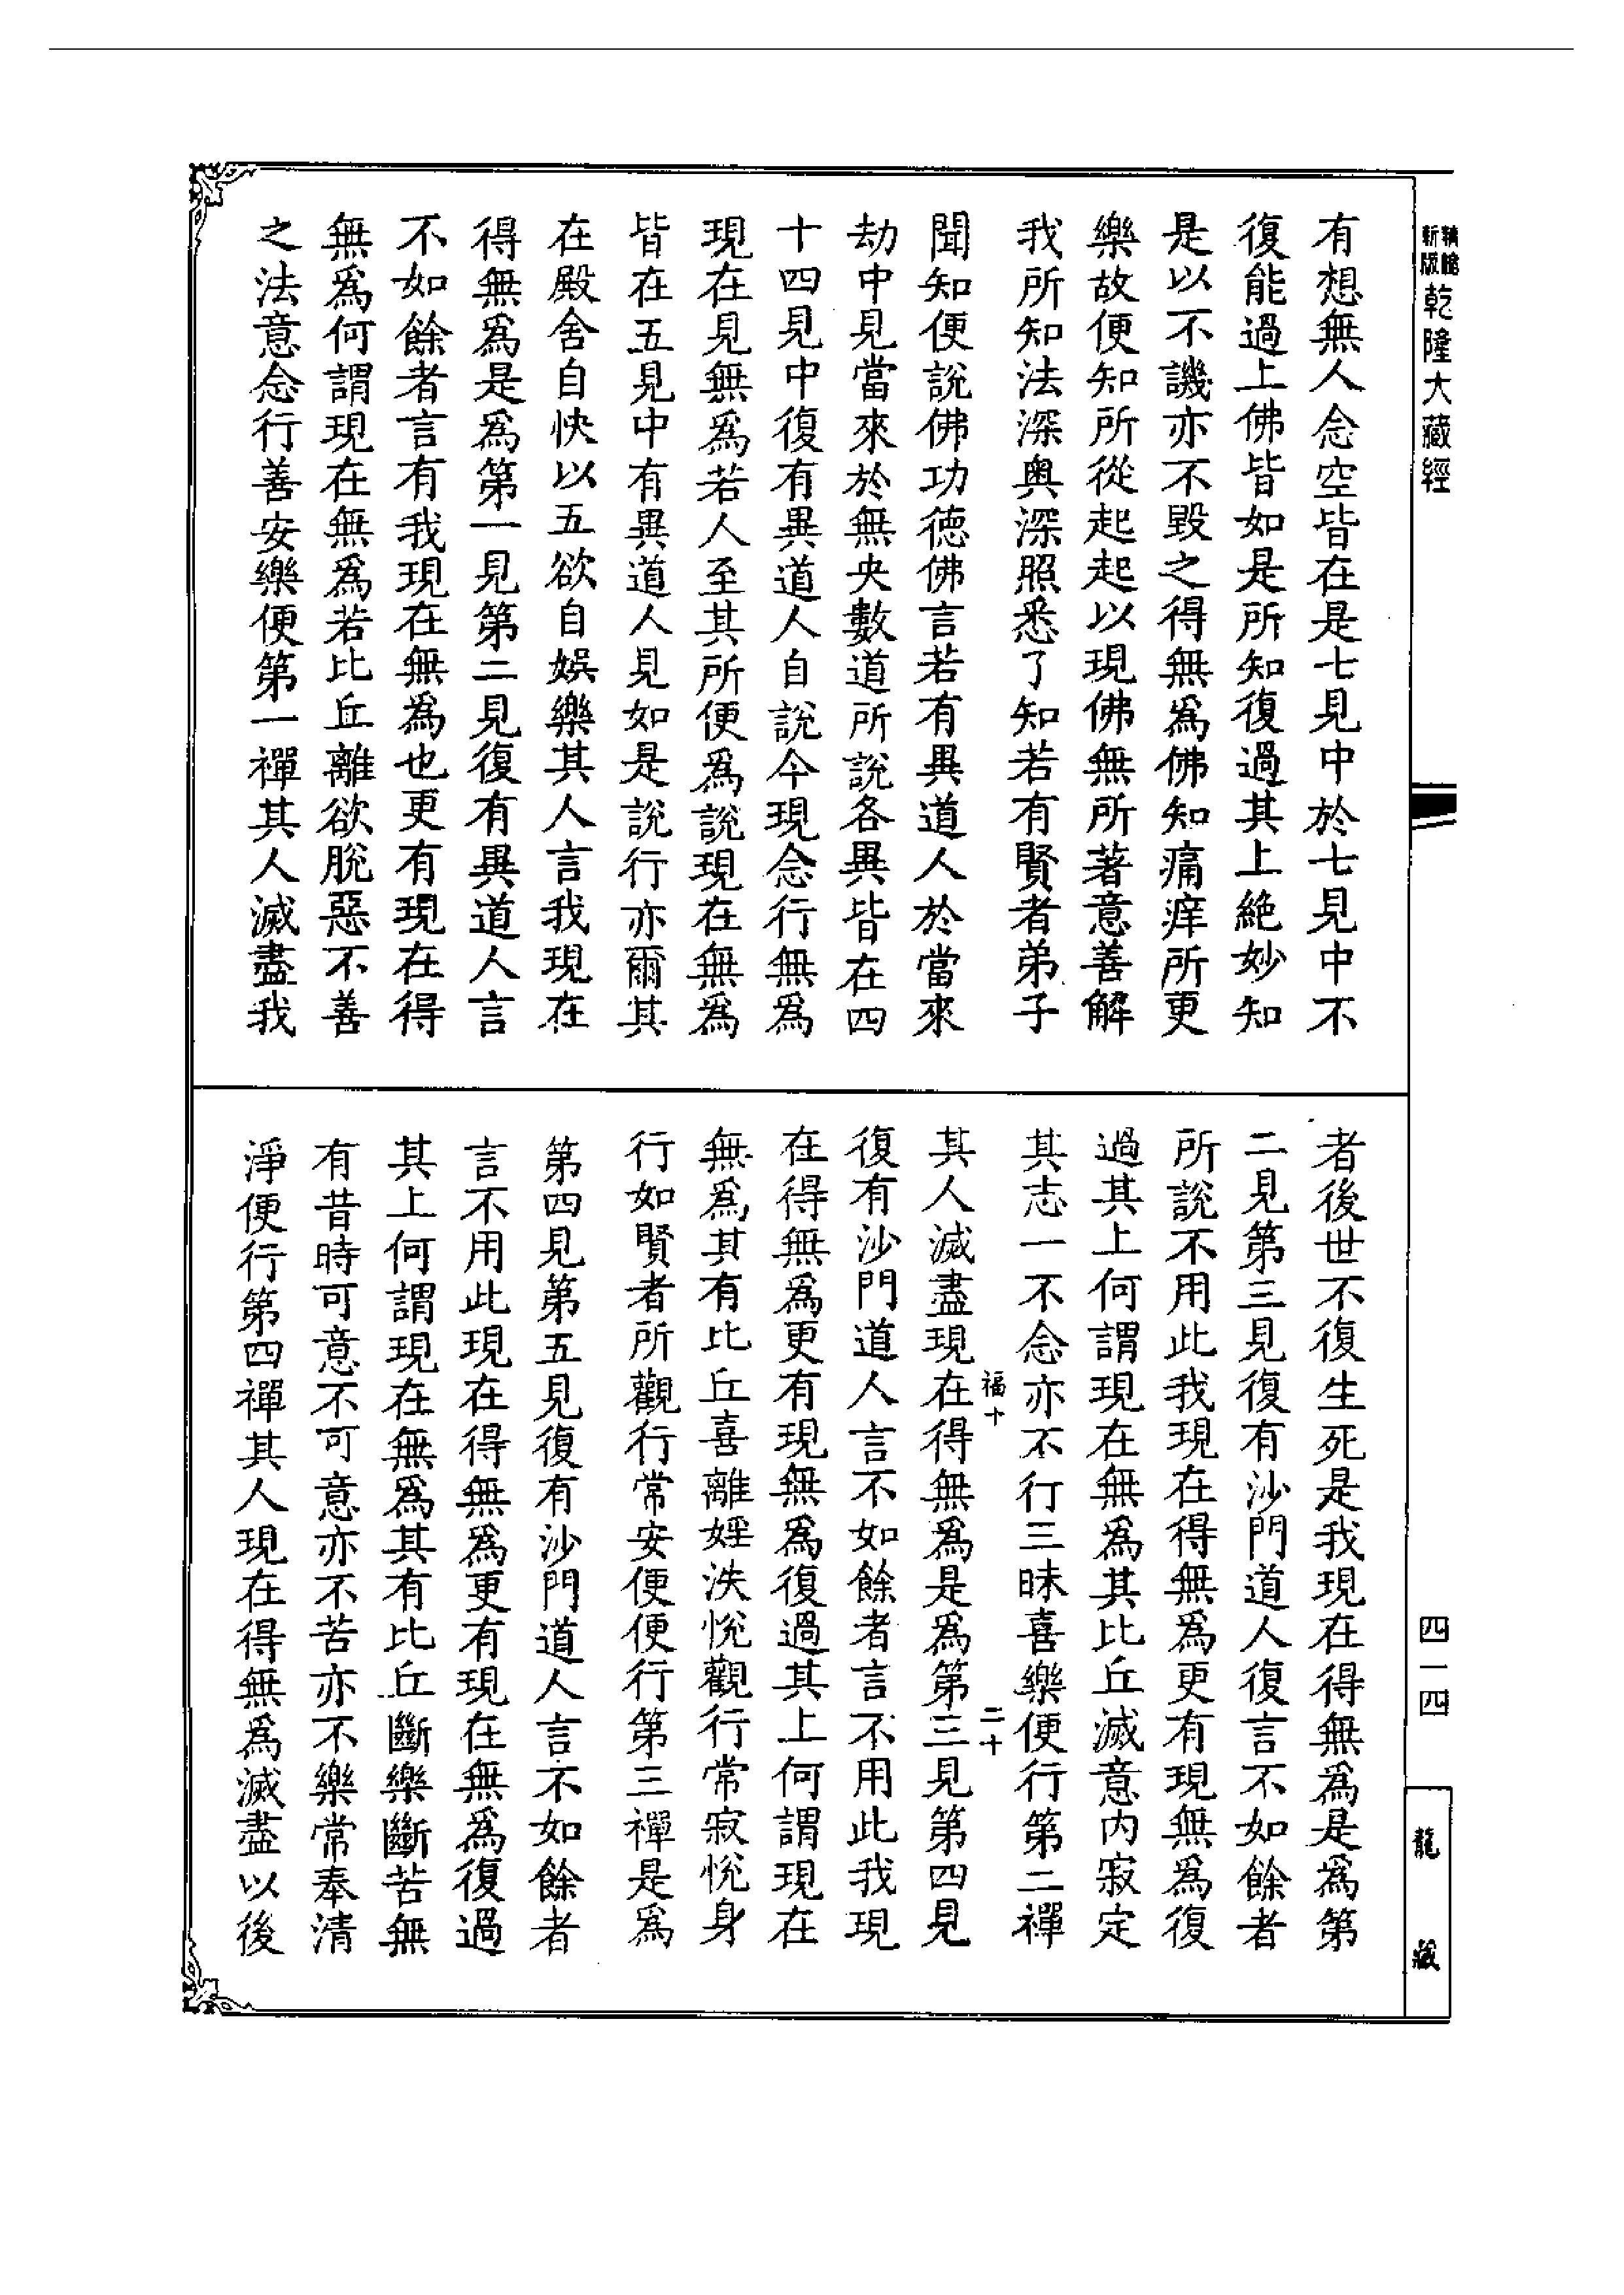 新版
乾隆大藏經
有想無人念空皆在是七見中於七見中不
復能過上佛皆如是所知復過其上絶妙知
是以不譏亦不毀之得無爲佛知痛痒所更
樂故便知所從起起以現佛無所著意善解
我所知法深奥深照悉了知若有賢者弟子
聞知便說佛功德佛言若有異道人於當來
劫中見當來於無央數道所說各異皆在四
十四見中復有異道人自說今現念行無爲
現在見無爲若人至其所便爲說現在無爲
皆在五見中有異道人見如是說行亦爾其
在殿舍自快以五欲自娛樂其人言我現在
得無爲是爲第一見第二見復有異道人言
不如餘者言有我現在無爲也更有現在得
無爲何謂現在無爲若比丘離欲脫惡不善
之法意念行善安樂便第一禪其人滅盡我
者後世不復生死是我現在得無爲是爲第
二見第三見復有沙門道人復言不如餘者
所說不用此我現在得無爲更有現無爲復
過其上何謂現在無爲其比丘滅意內寂定
其志一不念亦不行三昧喜樂便行第二禪
福十
二十
其人滅盡現在得無爲是爲第三見第四見
復有沙門道人言不如餘者言不用此我現
在得無爲更有現無爲復過其上何謂現在
無爲其有比丘喜離婬泆悅觀行常寂悅身
行如賢者所觀行常安便便行第三禪是爲
第四見第五見復有沙門道人言不如餘者
言不用此現在得無爲更有現在無爲復過
其上何謂現在無爲其有比丘斷樂斷苦無
有昔時可意不可意亦不苦亦不樂常奉清
淨便行第四禪其人現在得無爲滅盡以後
四一四
龍藏